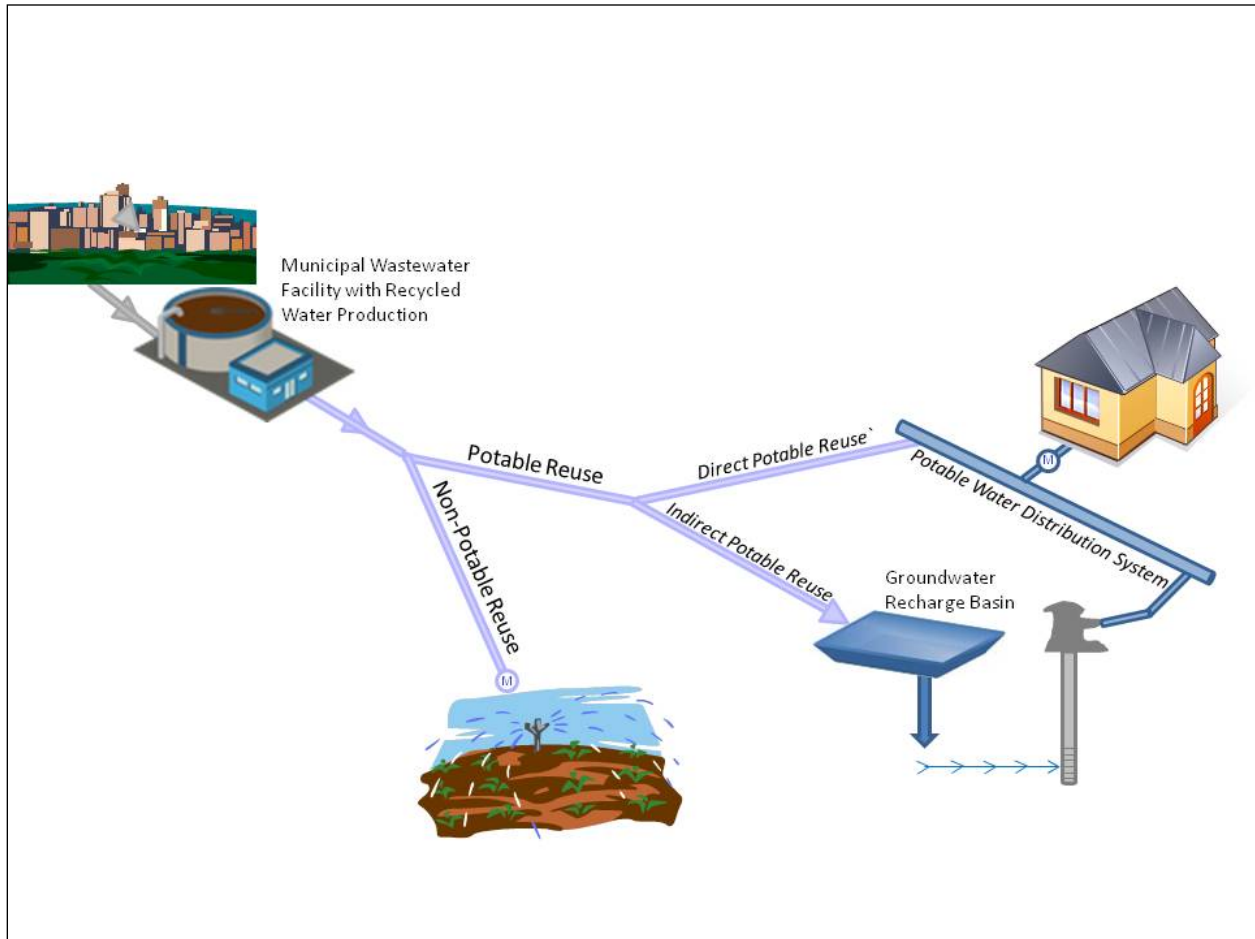 Municipal Wastewater
Facility with Recycled
Water Production
Potable Reuse
Direct Potable Reuse`
Non-Potable Reuse
Indirect Potable Reuse
M
Potable Water Distribution System
Groundwater
Recharge Basin
M